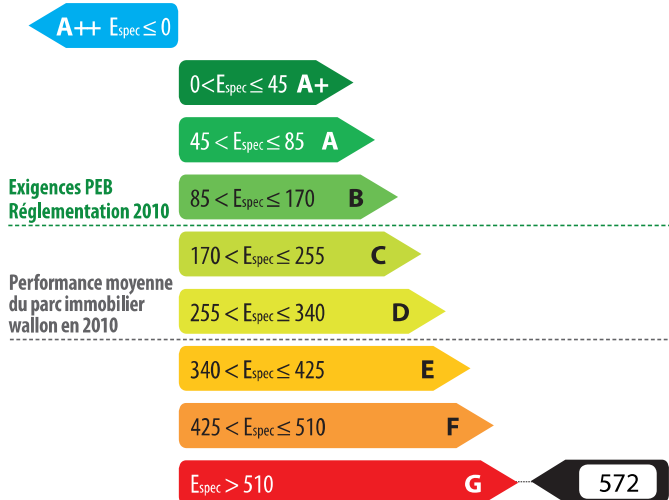 A++ Espec ≤ 0
0 < Espec ≤ 45 A+
45 < Espec ≤ 85 A
Exigences PEB
Réglementation 2010
85 < Espec ≤ 170 B
170 < Espec ≤ 255 C
Performance moyenne
du parc immobilier
wallon en 2010
255 < Espec ≤ 340 D
340 < Espec ≤ 425 E
425 < Espec ≤ 510 F
Espec > 510 G
572